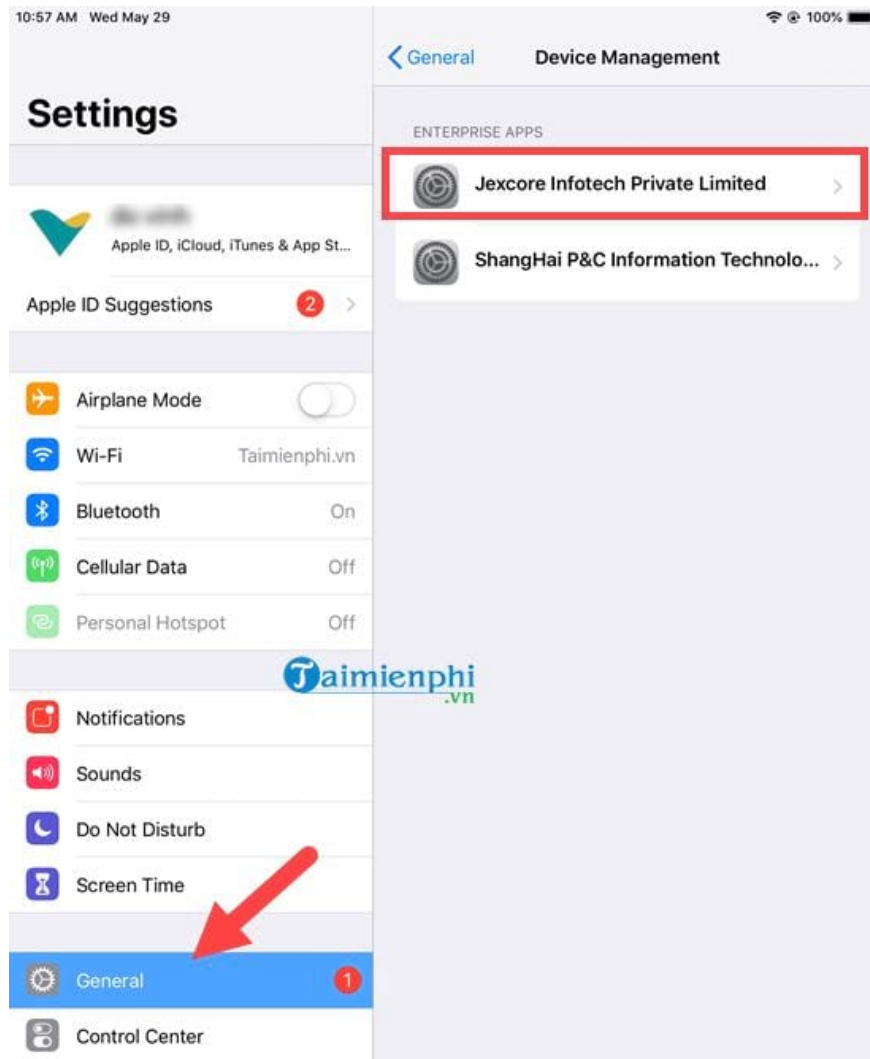 10:57 AM Wed May 29
100%
Settings
Apple ID, iCloud, iTunes & App St...
Apple ID Suggestions
2
Airplane Mode
Wi-Fi
Taimienphi.vn
Bluetooth
On
Cellular Data
Off
Personal Hotspot
Off
Notifications
Sounds
Do Not Disturb
Screen Time
General
1
Control Center
General
Device Management
ENTERPRISE APPS
Jexcore Infotech Private Limited
ShangHai P&C Information Technolo...
Taimienphi
.vn